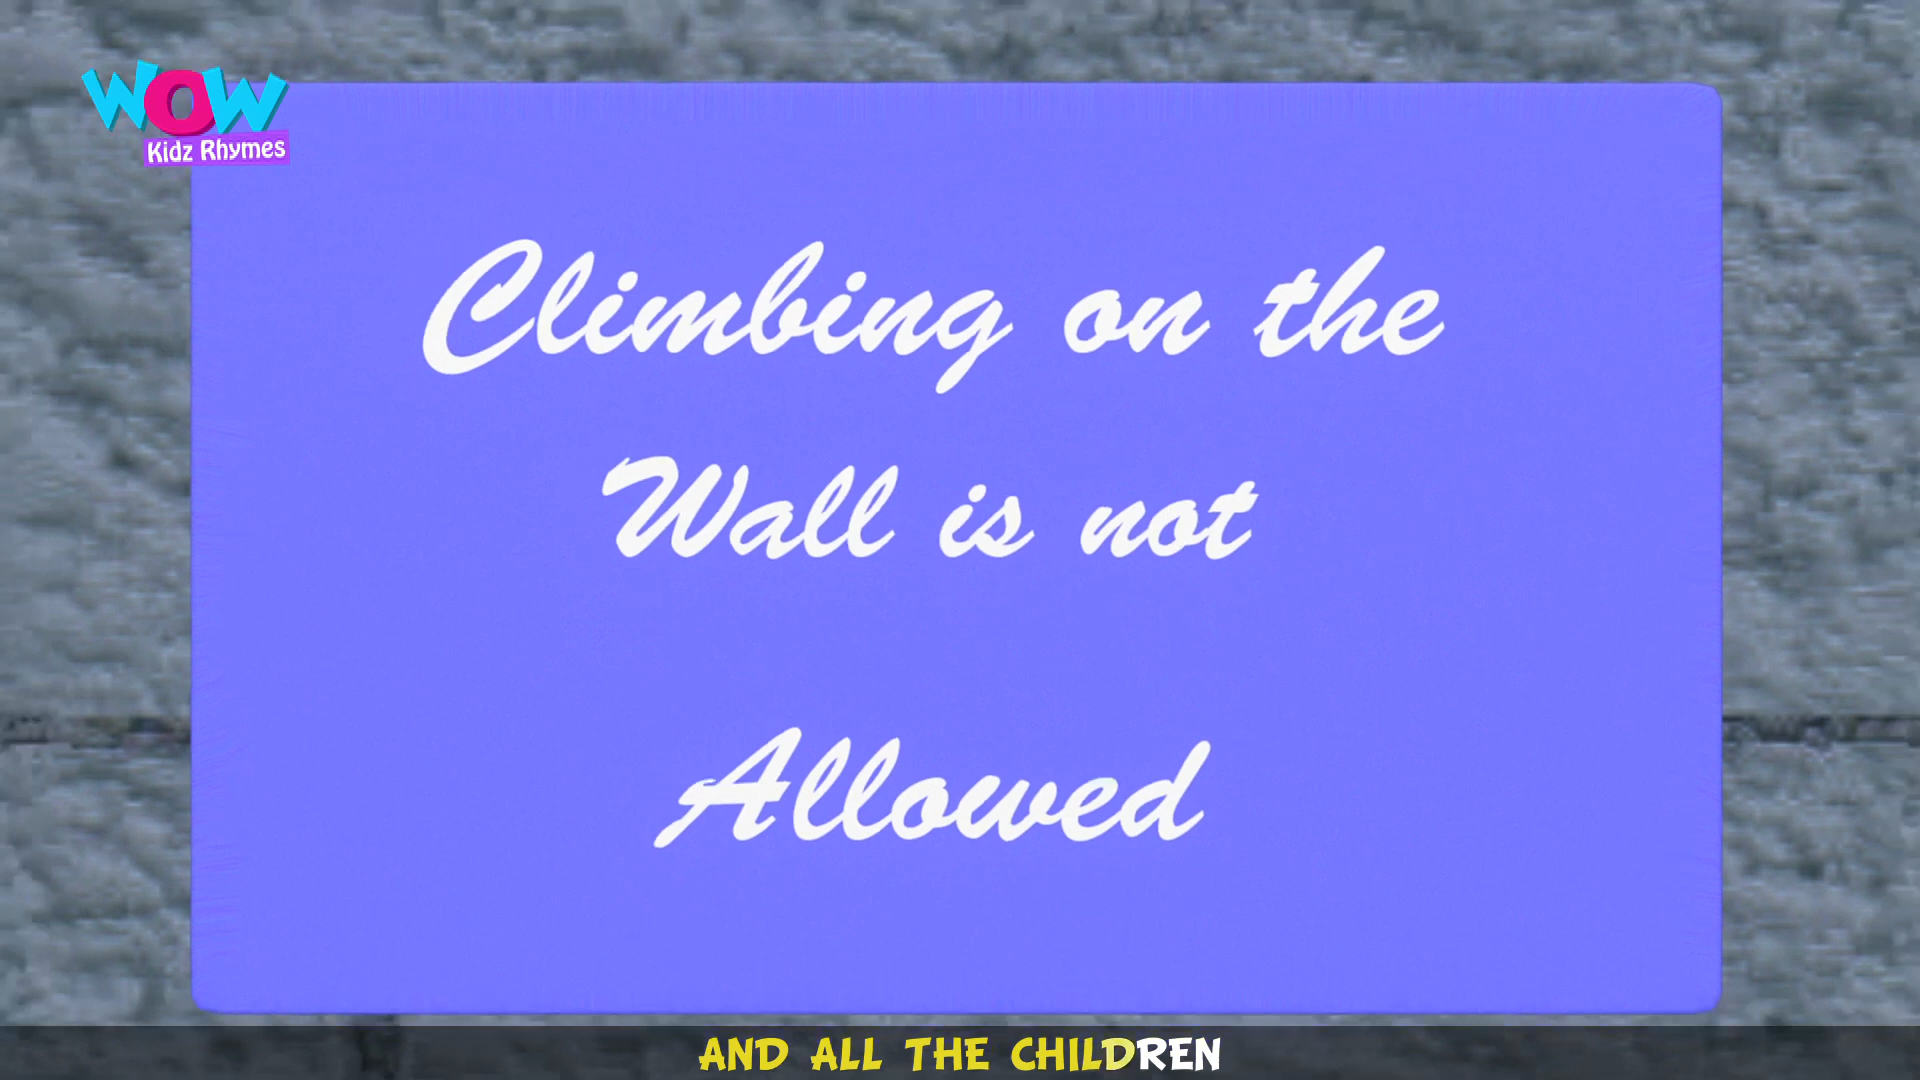 WOW
Kidz Rhymes
Climbing on the
Wall is not
Allowed
AND ALL THE CHILDREN